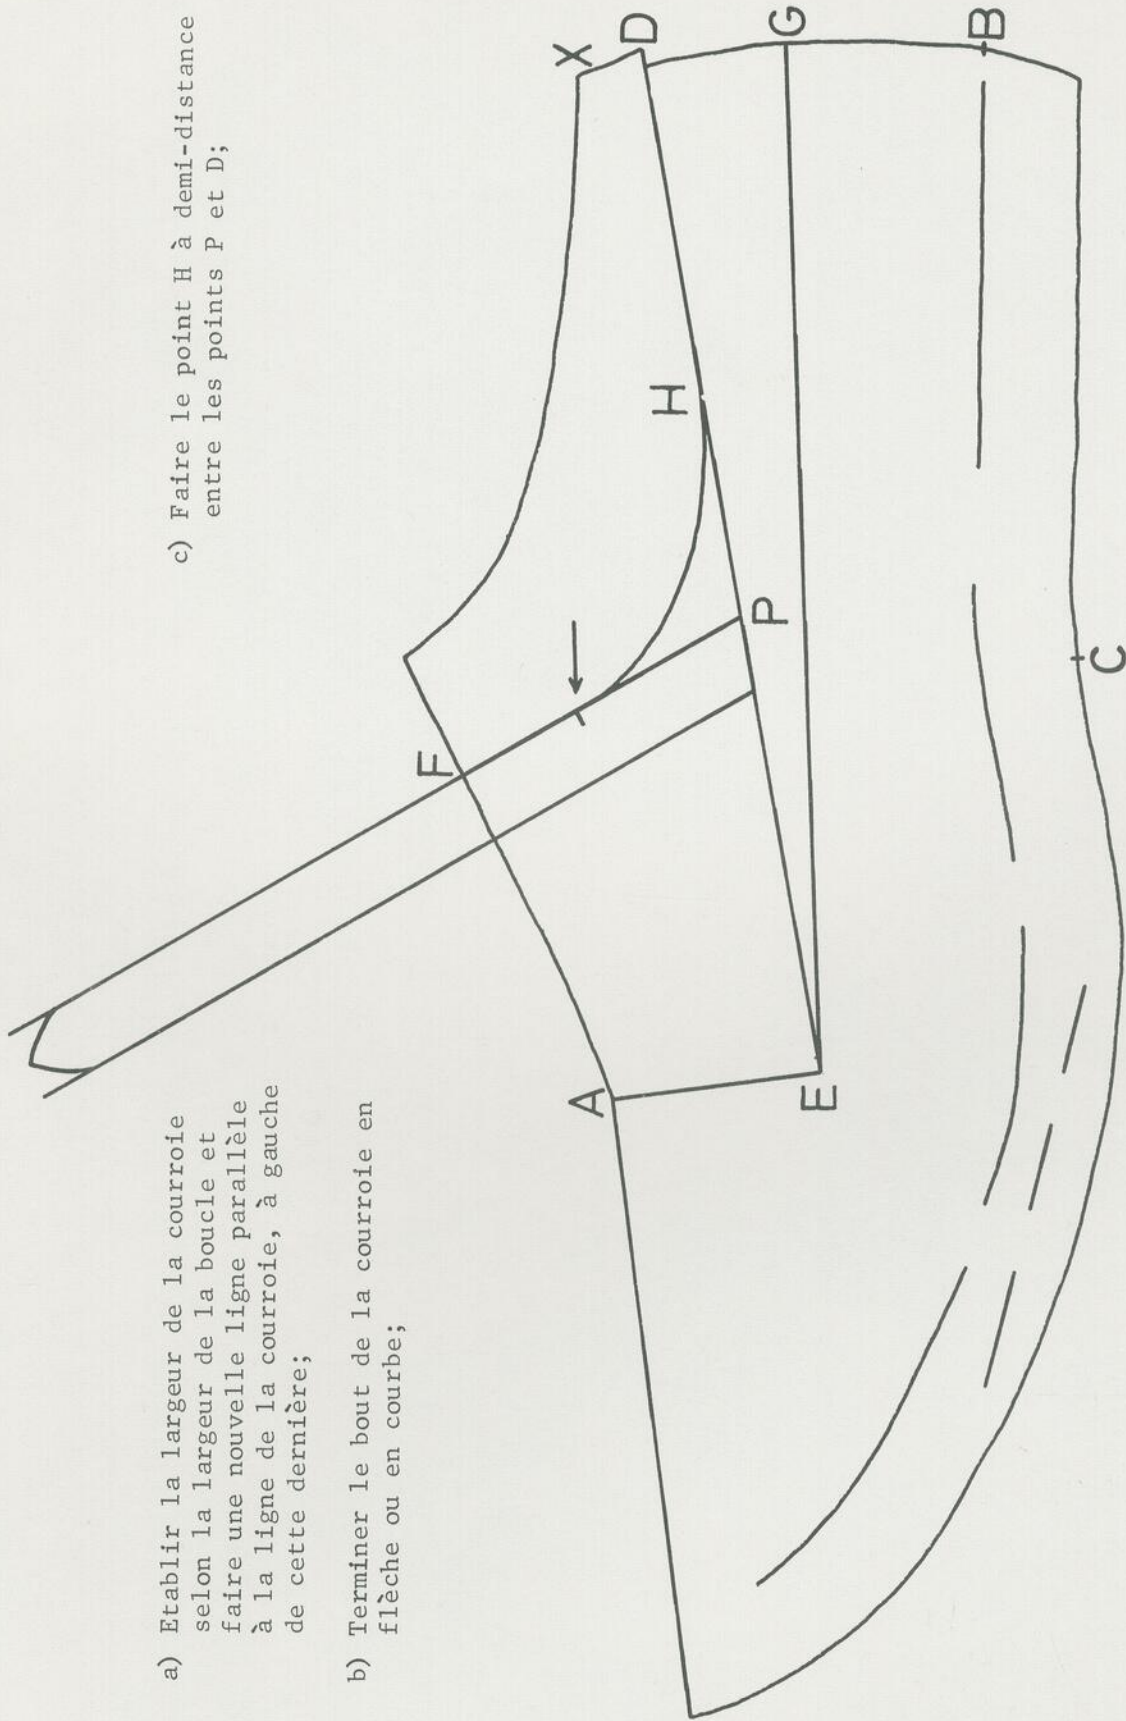 a) Etablir la largeur de la courroie
selon la largeur de la boucle et
faire une nouvelle ligne parallèle
à la ligne de la courroie, à gauche
de cette dernière;
b) Terminer le bout de la courroie en
flèche ou en courbe;
c) Faire le point H à demi-distance
entre les points P et D;
X
D
G
B
F
H
P
A
E
C